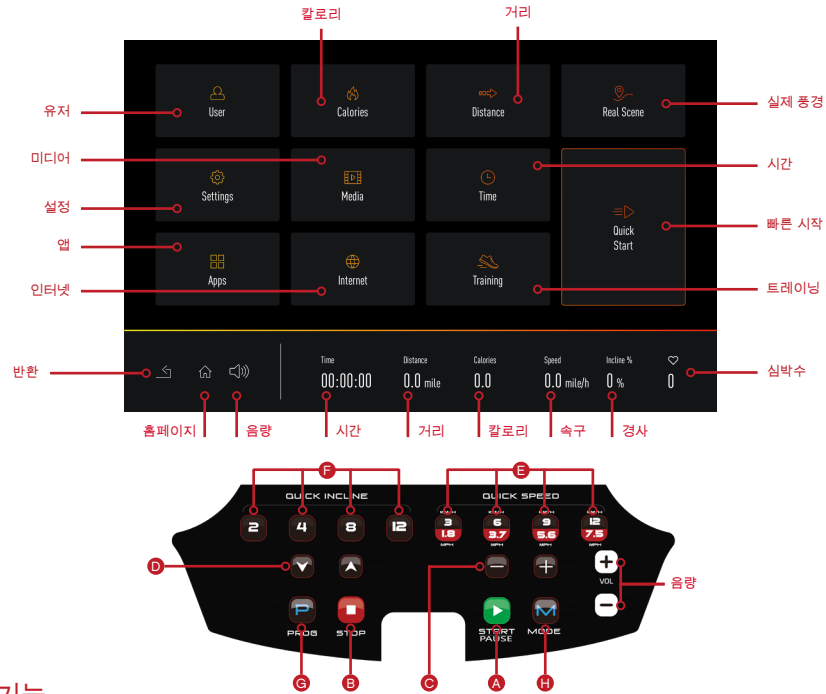 칼로리
거리
User
Calories
Distance
Real Scene
유저
실제 풍경
미디어
시간
Settings
Media
Time
설정
Quick
Start
빠른 시작
앱
Apps
Internet
Training
인터넷
트레이닝
반환
Time
Distance
Calories
Speed
Incline %
00:00:00
0.0 mile
0.0
0.0 mile/h
0 %
0
심박수
홈페이지
음량
시간
거리
칼로리
속구
경사
F
E
QUICK INCLINE
QUICK SPEED
KM/H
KM/H
KM/H
KM/H
2
4
8
12
3
6
9
12
1.8
3.7
5.6
7.5
MPH
MPH
MPH
MPH
D
VOL
음량
P
M
PROG
STOP
START
PAUSE
MODE
G
B
C
A
H
기능